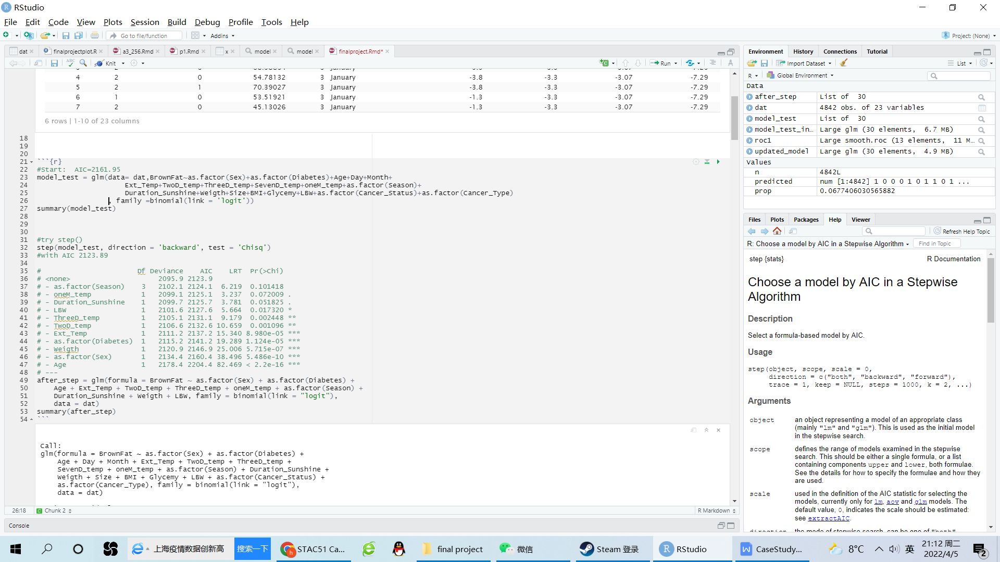 RStudio
File Edit Code View Plots Session Build Debug Profile Tools Help
Go to file/function Addins Project: (None)
dat finalprojectplot.R a3_256.Rmd p1.Rmd x model model finalproject.Rmd*
Knit Run
4 2 0 54.78132 3 January -3.8 -3.3 -3.07 -7.29
5 2 1 70.39027 3 January -3.8 -3.3 -3.07 -7.29
6 1 0 53.51921 3 January -1.3 -3.3 -3.07 -7.29
7 2 0 45.13026 3 January -1.3 -3.3 -3.07 -7.29
6 rows | 1-10 of 23 columns
18
19
20
21 ```{r}
22 #Start:  AIC=2161.95
23 model_test = glm(data= dat,BrownFat~as.factor(Sex)+as.factor(Diabetes)+Age+Day+Month+
24 Ext_Temp+TwoD_temp+ThreeD_temp+SevenD_temp+oneM_temp+as.factor(Season)+
25 Duration_Sunshine+Weigth+Size+BMI+Glycemy+LBW+as.factor(Cancer_Status)+as.factor(Cancer_Type)
26 , family =binomial(link = 'logit'))
27 summary(model_test)
28
29
30
31 #try step()
32 step(model_test, direction = 'backward', test = 'Chisq')
33 #with AIC 2123.89
34
35 # Df Deviance AIC LRT Pr(>Chi)
36 # <none> 2095.9 2123.9
37 # - as.factor(Season) 3 2102.1 2124.1 6.219 0.101418
38 # - oneM_temp 1 2099.1 2125.1 3.237 0.072009 .
39 # - Duration_Sunshine 1 2099.7 2125.7 3.781 0.051825 .
40 # - LBW 1 2101.6 2127.6 5.664 0.017320 *
41 # - ThreeD_temp 1 2105.1 2131.1 9.179 0.002448 **
42 # - TwoD_temp 1 2106.6 2132.6 10.659 0.001096 **
43 # - Ext_Temp 1 2111.2 2137.2 15.340 8.980e-05 ***
44 # - as.factor(Diabetes) 1 2115.2 2141.2 19.289 1.124e-05 ***
45 # - Weigth 1 2120.9 2146.9 25.006 5.715e-07 ***
46 # - as.factor(Sex) 1 2134.4 2160.4 38.496 5.486e-10 ***
47 # - Age 1 2178.4 2204.4 82.469 < 2.2e-16 ***
48 # ---
49 after_step = glm(formula = BrownFat ~ as.factor(Sex) + as.factor(Diabetes) +
50 Age + Ext_Temp + TwoD_temp + ThreeD_temp + oneM_temp + as.factor(Season) +
51 Duration_Sunshine + Weigth + LBW, family = binomial(link = "logit"),
52 data = dat)
53 summary(after_step)
54 ```
Call:
glm(formula = BrownFat ~ as.factor(Sex) + as.factor(Diabetes) +
Age + Day + Month + Ext_Temp + TwoD_temp + ThreeD_temp +
SevenD_temp + oneM_temp + as.factor(Season) + Duration_Sunshine +
Weigth + Size + BMI + Glycemy + LBW + as.factor(Cancer_Status) +
as.factor(Cancer_Type), family = binomial(link = "logit"),
data = dat)
26:18 Chunk 2 R Markdown
Console
Environment History Connections Tutorial
Import Dataset List
R Global Environment
Data
after_step List of 30
dat 4842 obs. of 23 variables
model_test List of 30
model_test_in… Large glm (30 elements, 6.7 MB)
roc1 Large smooth.roc (13 elements, 11 M…
updated_model Large glm (30 elements, 4.9 MB)
Values
n 4842L
predicted num [1:4842] 1 0 0 0 1 0 1 1 0 1 ...
prop 0.0677406030565882
Files Plots Packages Help Viewer
Refresh Help Topic
R: Choose a model by AIC in a Stepwise Algorithm Find in Topic
step {stats} R Documentation
Choose a model by AIC in a Stepwise
Algorithm
Description
Select a formula-based model by AIC.
Usage
step(object, scope, scale = 0,
direction = c("both", "backward", "forward"),
trace = 1, keep = NULL, steps = 1000, k = 2, ...)
Arguments
object an object representing a model of an appropriate class
(mainly "lm" and "glm"). This is used as the initial model
in the stepwise search.
scope defines the range of models examined in the stepwise
search. This should be either a single formula, or a list
containing components upper and lower, both formulae.
See the details for how to specify the formulae and how they
are used.
scale used in the definition of the AIC statistic for selecting the
models, currently only for lm, aov and glm models. The
default value, 0, indicates the scale should be estimated:
see extractAIC.
direction the mode of stepwise search, can be one of "both",
上海疫情数据创新高 搜索一下 STAC51 Ca... final project 微信 Steam 登录 RStudio CaseStudy,... 8°C 英 21:12 周二
2022/4/5 2